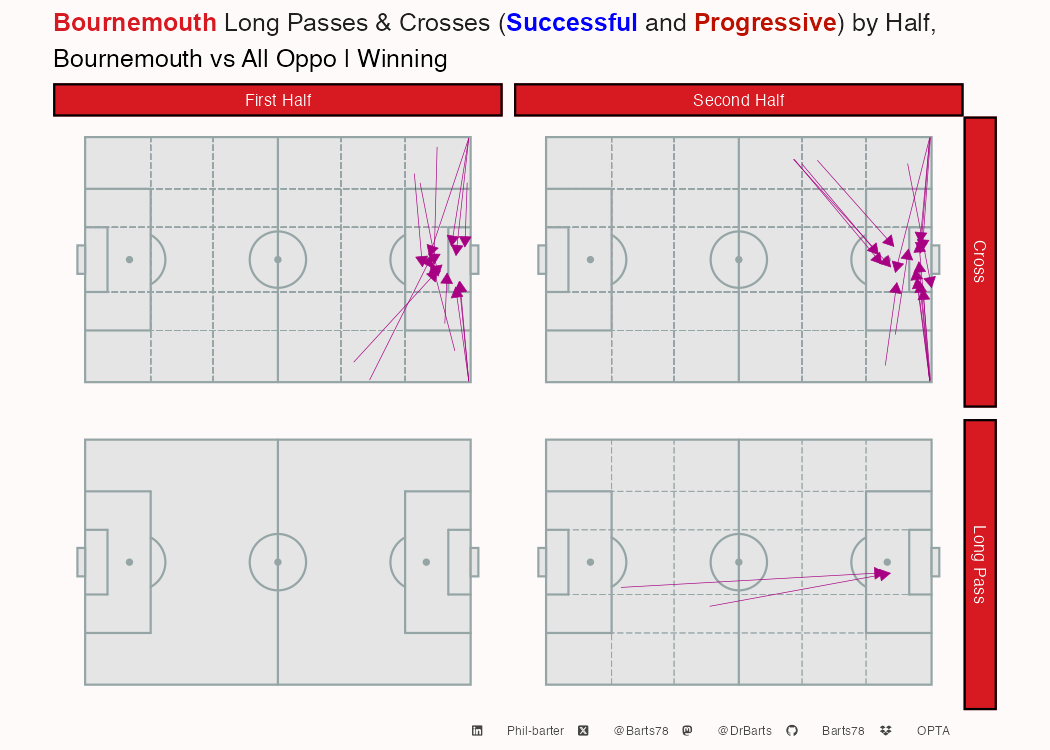 Bournemouth Long Passes & Crosses (Successful and Progressive) by Half,
Bournemouth vs All Oppo | Winning
First Half
Second Half
Cross
Long Pass
Phil-barter @Barts78 @DrBarts Barts78 OPTA